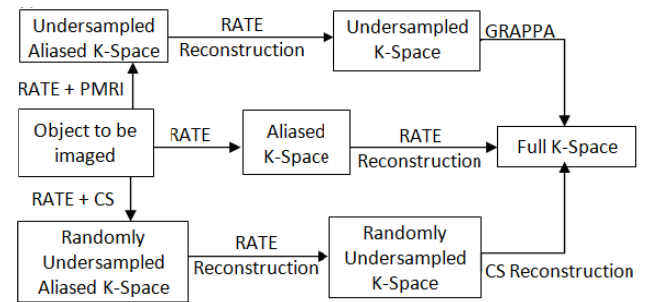 Undersampled
Aliased K-Space
RATE
Reconstruction
Undersampled
K-Space
GRAPPA
RATE + PMRI
Object to be
imaged
RATE
Aliased
K-Space
RATE
Reconstruction
Full K-Space
RATE + CS
Randomly
Undersampled
Aliased K-Space
RATE
Reconstruction
Randomly
Undersampled
K-Space
CS Reconstruction